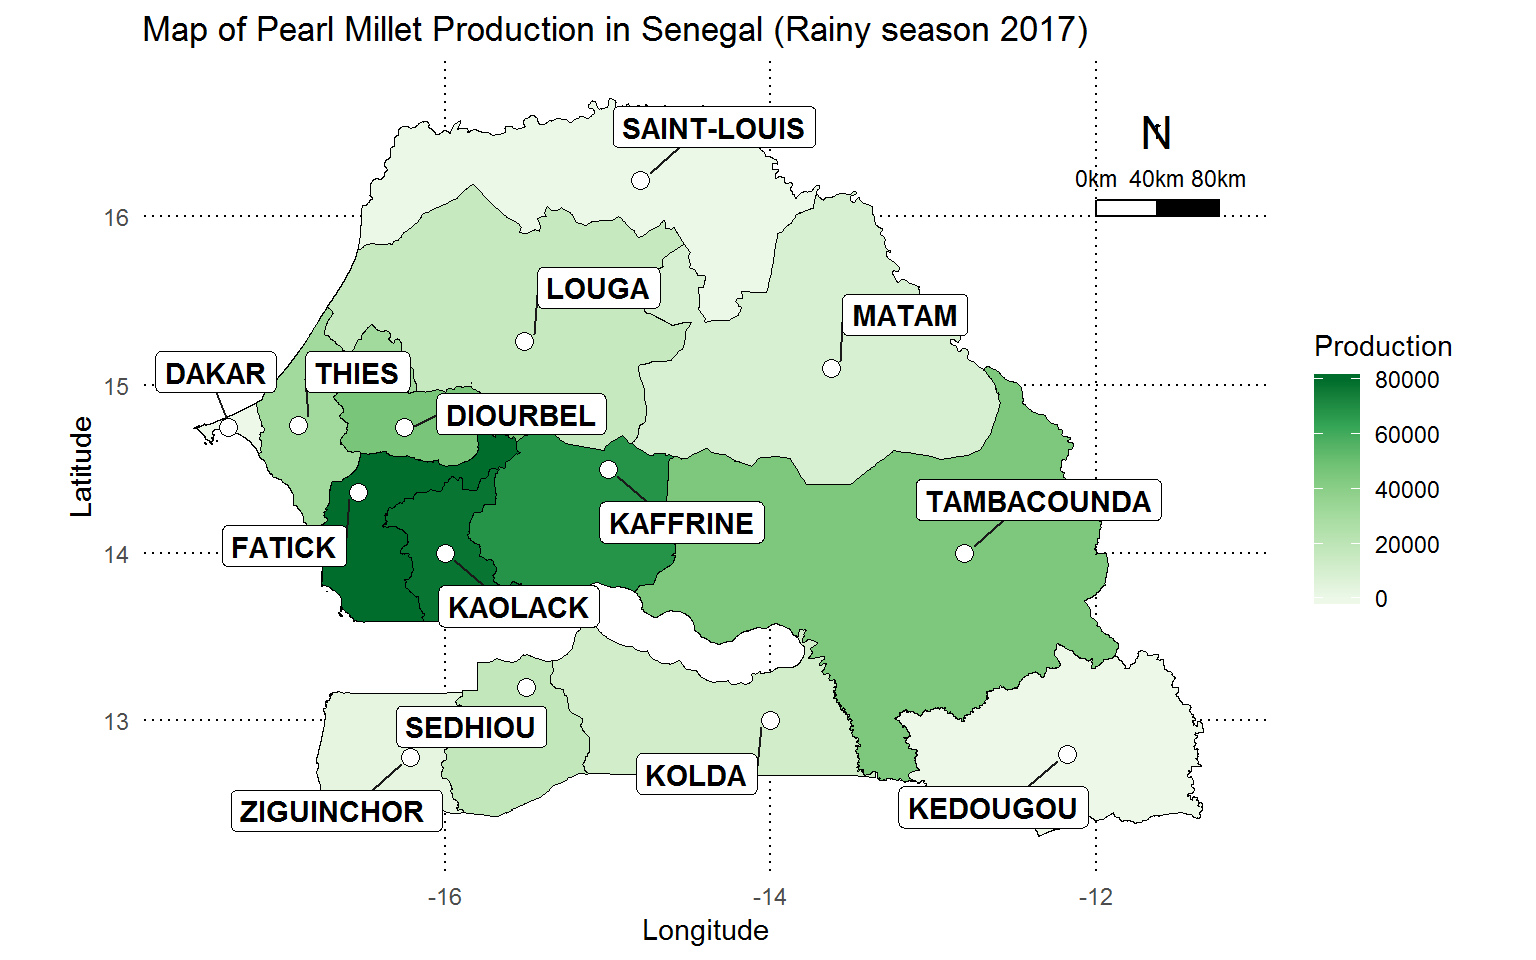 Map of Pearl Millet Production in Senegal (Rainy season 2017)
SAINT-LOUIS
N
0km 40km 80km
16
LOUGA
MATAM
Production
DAKAR
THIES
15
80000
DIOURBEL
60000
Latitude
TAMBACOUNDA
40000
KAFFRINE
FATICK
20000
14
KAOLACK
0
13
SEDHIOU
KOLDA
ZIGUINCHOR
KEDOUGOU
-16
-14
-12
Longitude